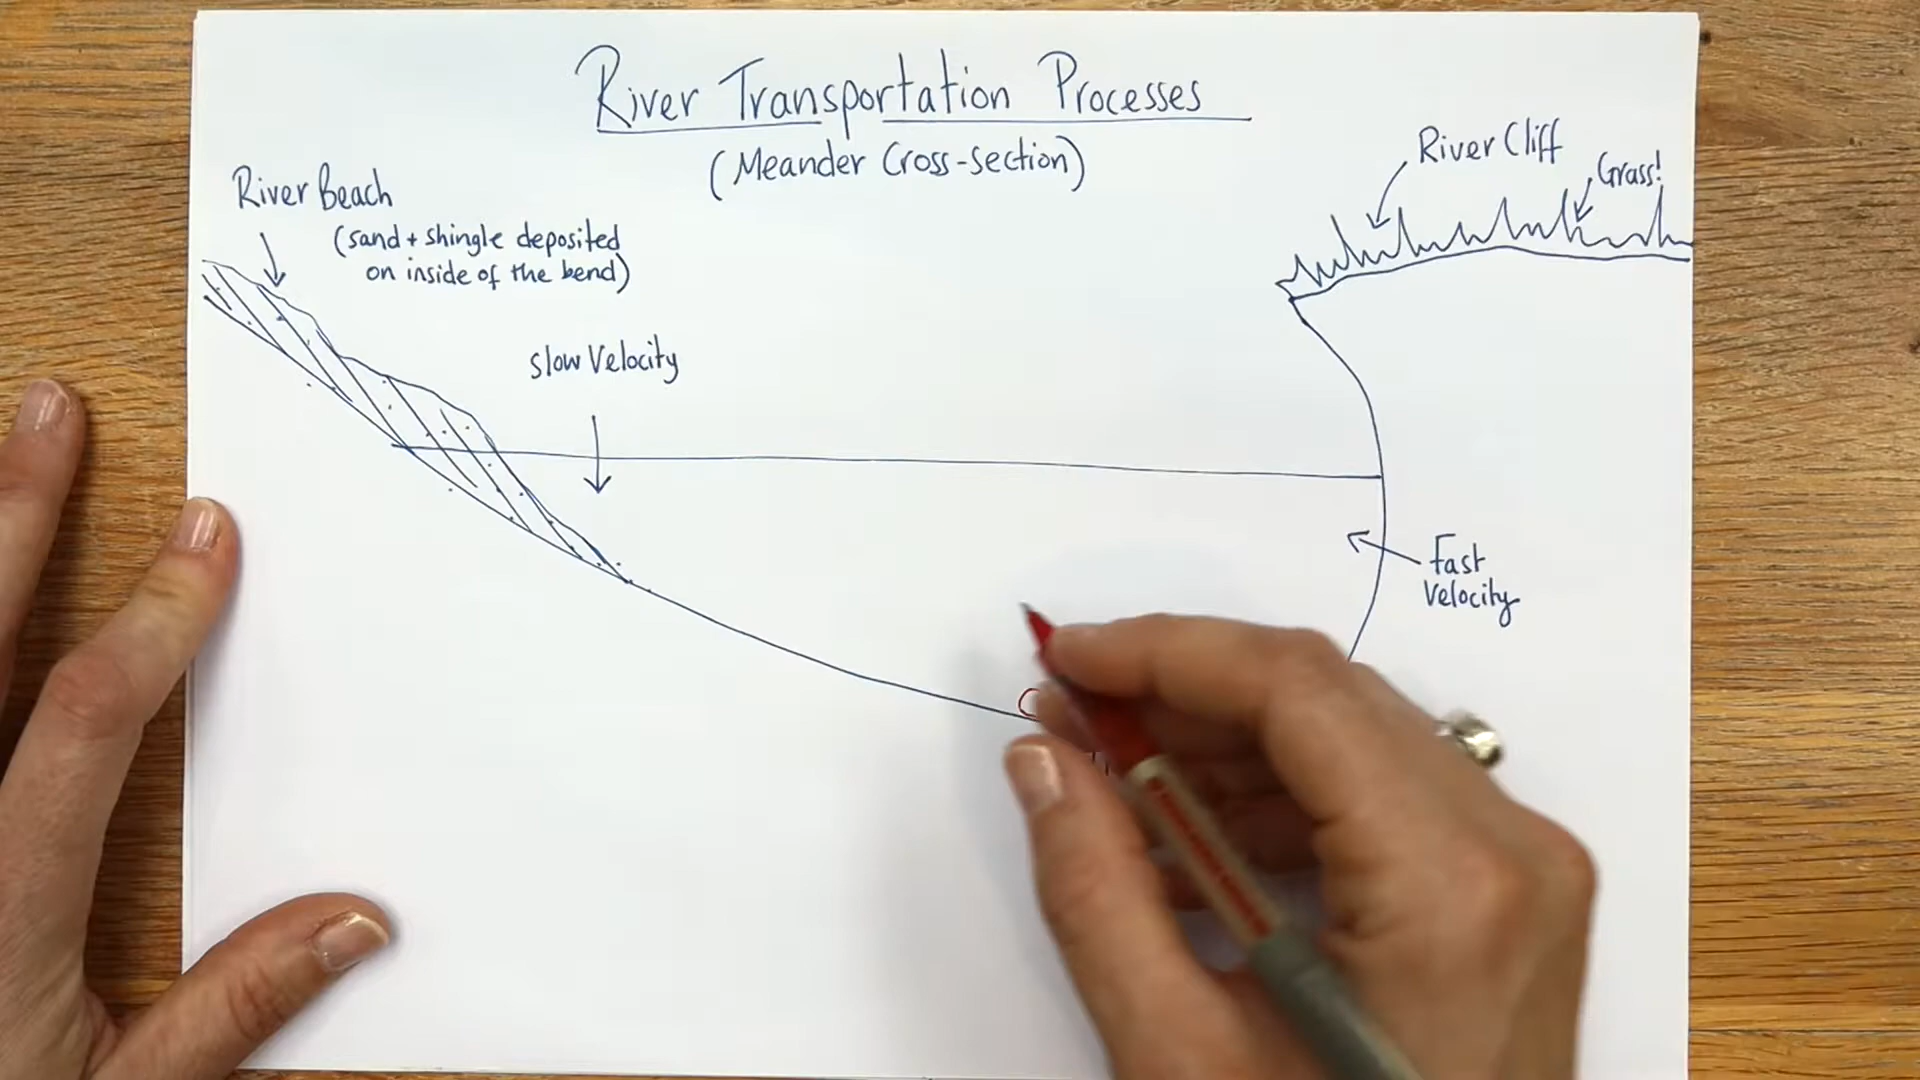 River Transportation Processes
(Meander Cross-section)
River Beach
(sand + shingle deposited
on inside of the bend)
slow Velocity
River Cliff
Grass!
Fast
Velocity